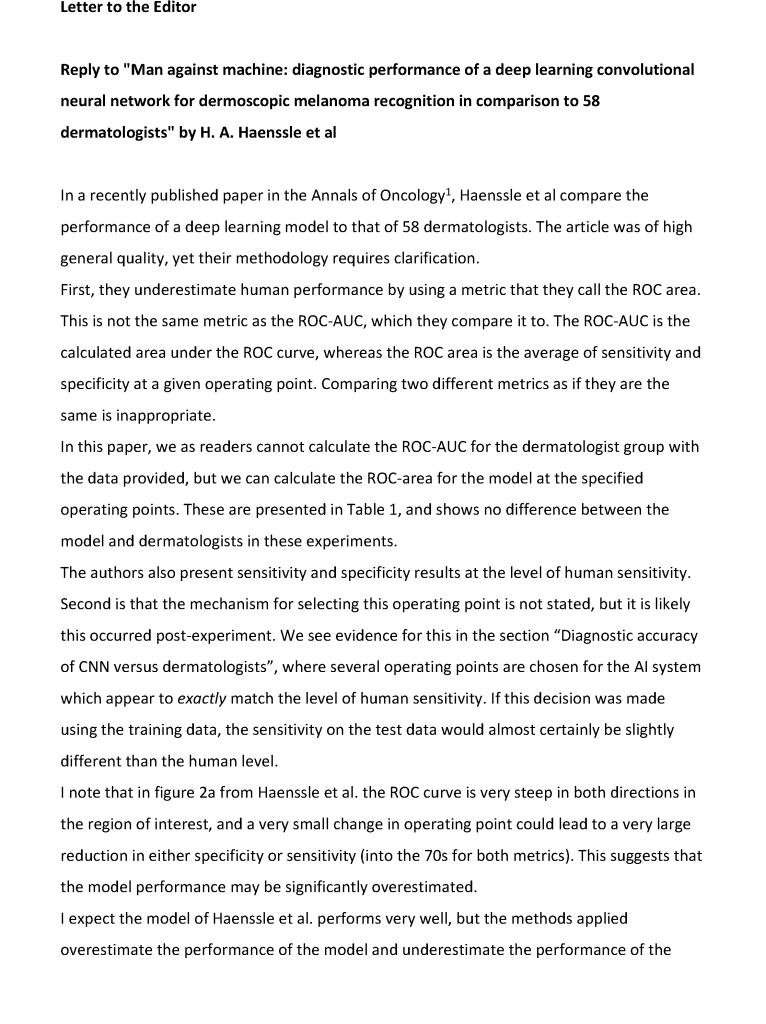 Letter to the Editor
Reply to "Man against machine: diagnostic performance of a deep learning convolutional
neural network for dermoscopic melanoma recognition in comparison to 58
dermatologists" by H. A. Haenssle et al
In a recently published paper in the Annals of Oncology1, Haenssle et al compare the
performance of a deep learning model to that of 58 dermatologists. The article was of high
general quality, yet their methodology requires clarification.
First, they underestimate human performance by using a metric that they call the ROC area.
This is not the same metric as the ROC-AUC, which they compare it to. The ROC-AUC is the
calculated area under the ROC curve, whereas the ROC area is the average of sensitivity and
specificity at a given operating point. Comparing two different metrics as if they are the
same is inappropriate.
In this paper, we as readers cannot calculate the ROC-AUC for the dermatologist group with
the data provided, but we can calculate the ROC-area for the model at the specified
operating points. These are presented in Table 1, and shows no difference between the
model and dermatologists in these experiments.
The authors also present sensitivity and specificity results at the level of human sensitivity.
Second is that the mechanism for selecting this operating point is not stated, but it is likely
this occurred post-experiment. We see evidence for this in the section “Diagnostic accuracy
of CNN versus dermatologists”, where several operating points are chosen for the AI system
which appear to exactly match the level of human sensitivity. If this decision was made
using the training data, the sensitivity on the test data would almost certainly be slightly
different than the human level.
I note that in figure 2a from Haenssle et al. the ROC curve is very steep in both directions in
the region of interest, and a very small change in operating point could lead to a very large
reduction in either specificity or sensitivity (into the 70s for both metrics). This suggests that
the model performance may be significantly overestimated.
I expect the model of Haenssle et al. performs very well, but the methods applied
overestimate the performance of the model and underestimate the performance of the